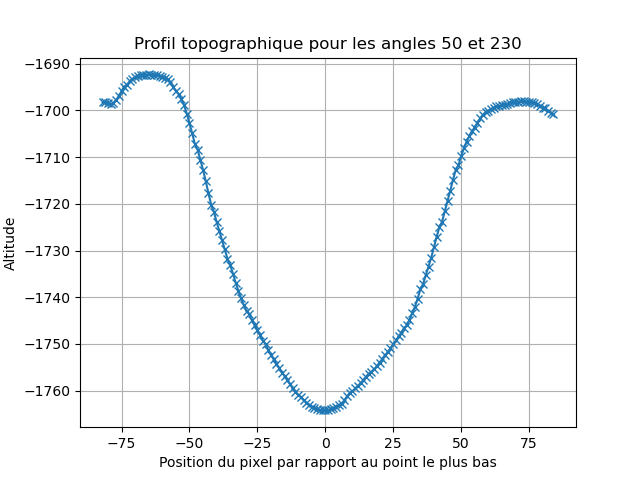 Profil topographique pour les angles 50 et 230
−1690
−1700
−1710
−1720
−1730
−1740
−1750
−1760
Altitude
−75 −50 −25 0 25 50 75
Position du pixel par rapport au point le plus bas